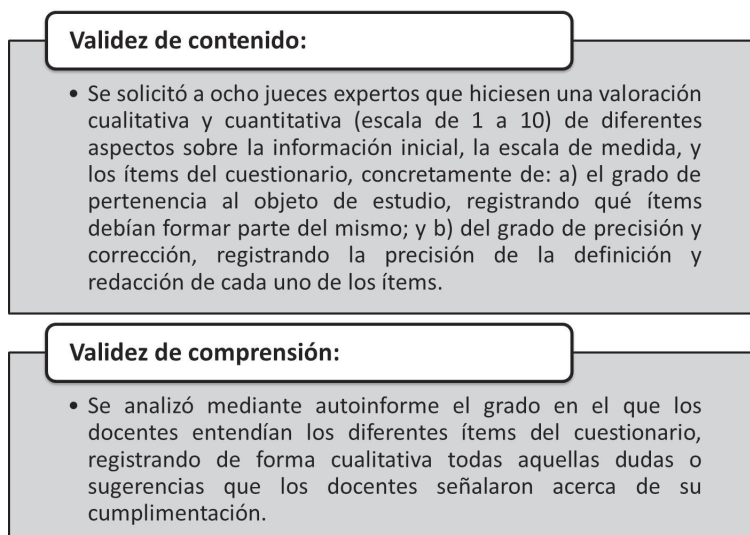 Validez de contenido:
• Se solicitó a ocho jueces expertos que hiciesen una valoración
cualitativa y cuantitativa (escala de 1 a 10) de diferentes
aspectos sobre la información inicial, la escala de medida, y
los ítems del cuestionario, concretamente de: a) el grado de
pertenencia al objeto de estudio, registrando qué ítems
debían formar parte del mismo; y b) del grado de precisión y
corrección, registrando la precisión de la definición y
redacción de cada uno de los ítems.
Validez de comprensión:
• Se analizó mediante autoinforme el grado en el que los
docentes entendían los diferentes ítems del cuestionario,
registrando de forma cualitativa todas aquellas dudas o
sugerencias que los docentes señalaron acerca de su
cumplimentación.